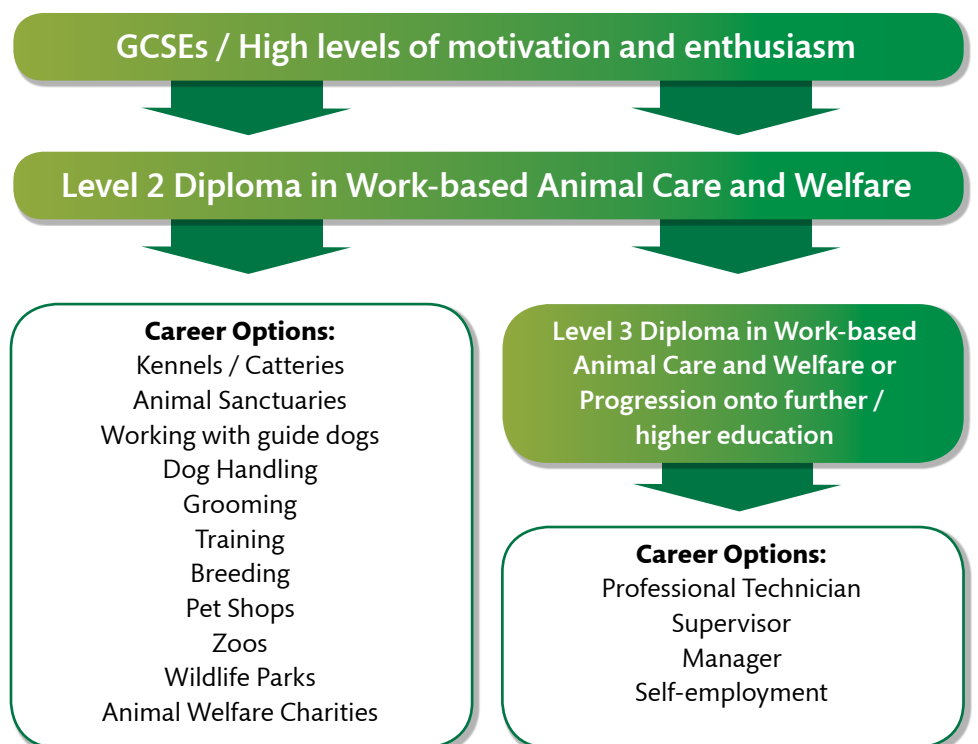 GCSEs / High levels of motivation and enthusiasm
Level 2 Diploma in Work-based Animal Care and Welfare
Career Options:
Kennels / Catteries
Animal Sanctuaries
Working with guide dogs
Dog Handling
Grooming
Training
Breeding
Pet Shops
Zoos
Wildlife Parks
Animal Welfare Charities
Level 3 Diploma in Work-based
Animal Care and Welfare or
Progression onto further /
higher education
Career Options:
Professional Technician
Supervisor
Manager
Self-employment